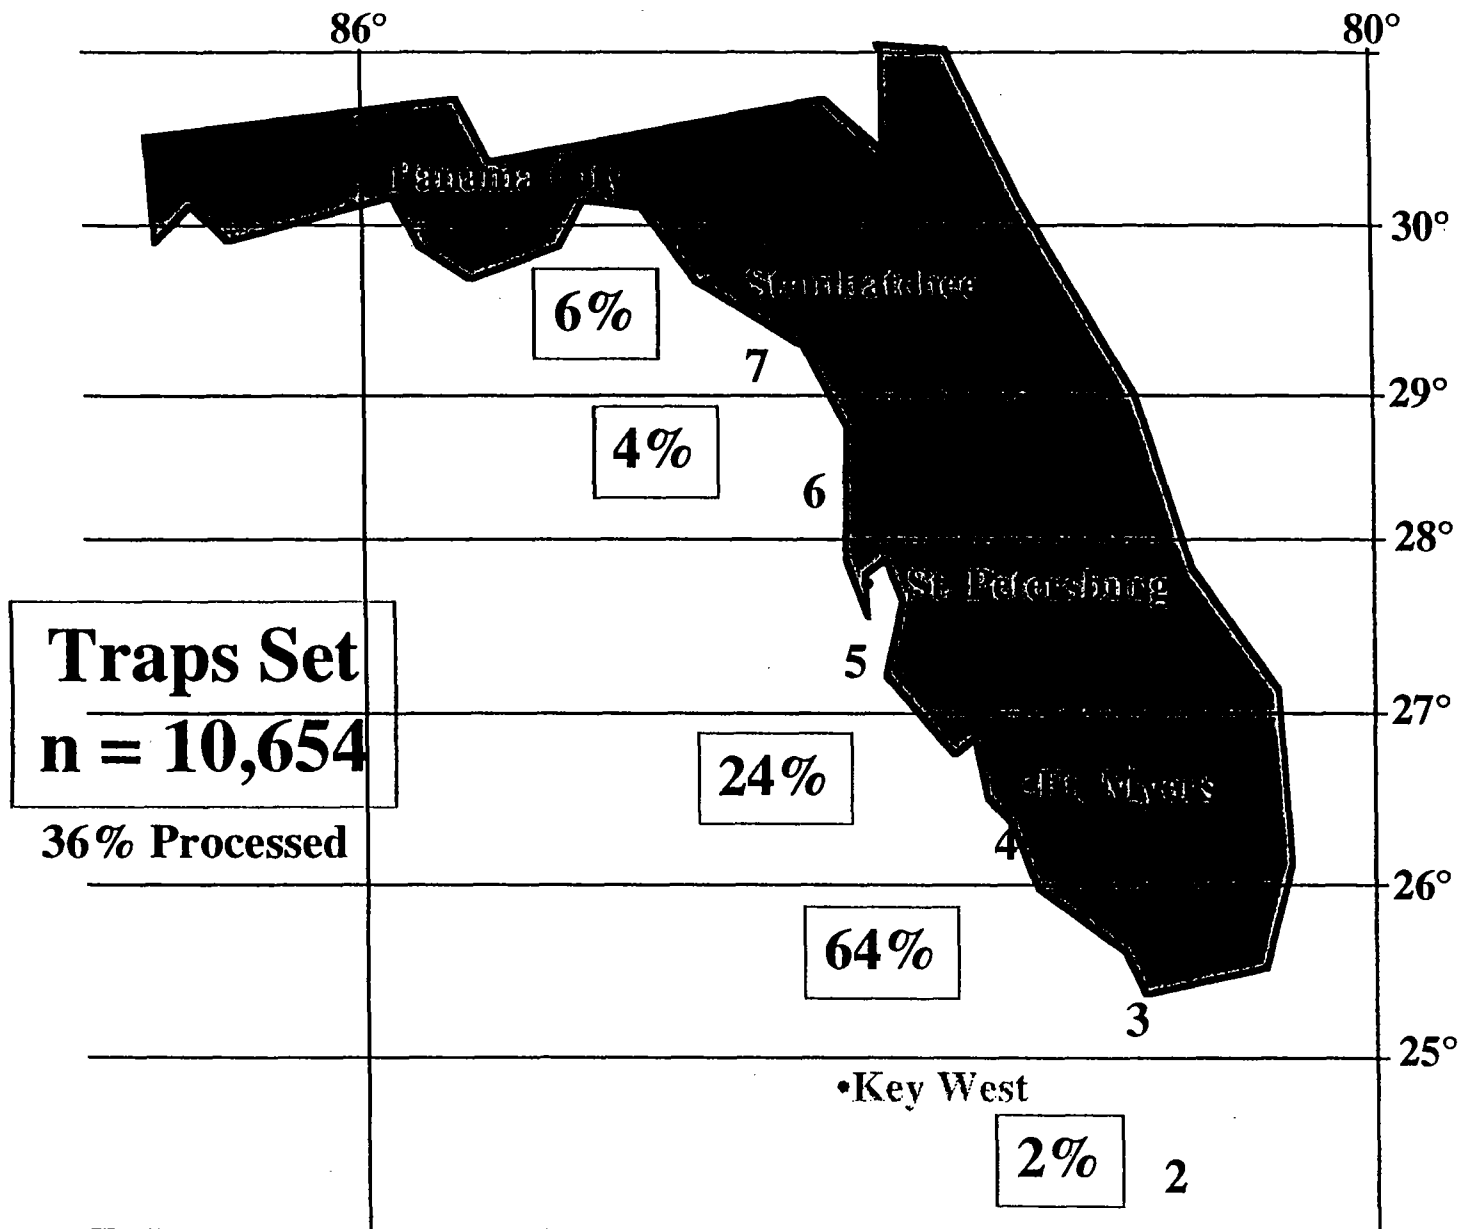 86°
80°
Panama City
30°
Steinhatchee
6%
7
29°
4%
6
28°
St. Petersburg
Traps Set
5
27°
n = 10,654
24%
Ft. Myers
36% Processed
4
26°
64%
3
25°
•Key West
2%
2